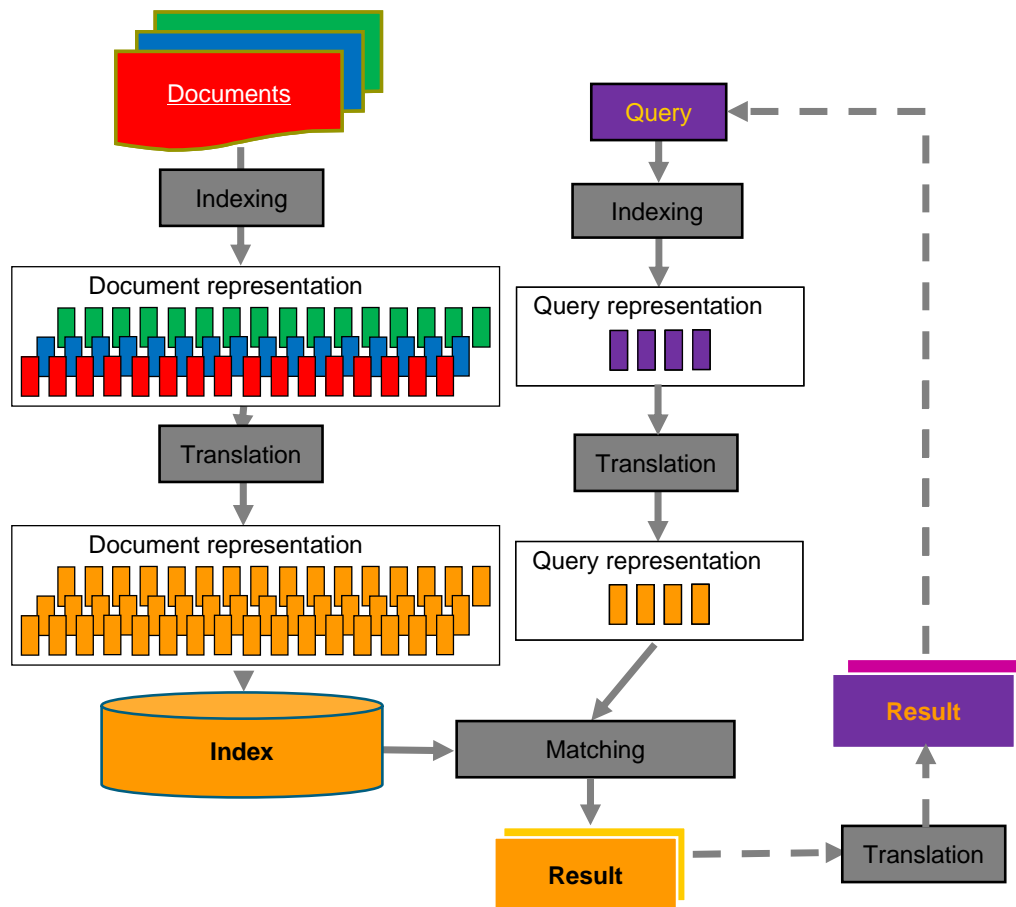 Documents
Query
Indexing
Indexing
Document representation
Query representation
Translation
Translation
Document representation
Query representation
Index
Matching
Result
Result
Translation